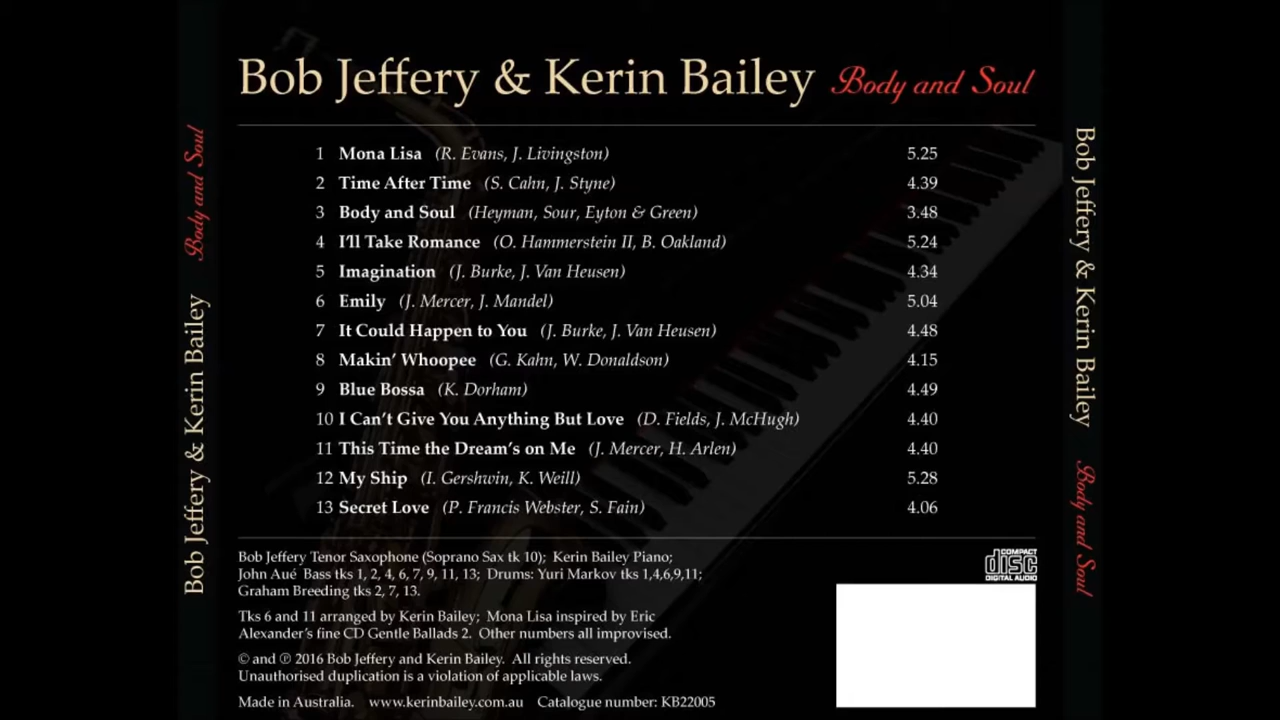 Bob Jeffery & Kerin Bailey Body and Soul
1 Mona Lisa (R. Evans, J. Livingston) 5.25
2 Time After Time (S. Cahn, J. Styne) 4.39
3 Body and Soul (Heyman, Sour, Eyton & Green) 3.48
4 I'll Take Romance (O. Hammerstein II, B. Oakland) 5.24
5 Imagination (J. Burke, J. Van Heusen) 4.34
6 Emily (J. Mercer, J. Mandel) 5.04
7 It Could Happen to You (J. Burke, J. Van Heusen) 4.48
8 Makin' Whoopee (G. Kahn, W. Donaldson) 4.15
9 Blue Bossa (K. Dorham) 4.49
10 I Can't Give You Anything But Love (D. Fields, J. McHugh) 4.40
11 This Time the Dream's on Me (J. Mercer, H. Arlen) 4.40
12 My Ship (I. Gershwin, K. Weill) 5.28
13 Secret Love (P. Francis Webster, S. Fain) 4.06
Bob Jeffery Tenor Saxophone (Soprano Sax tk 10); Kerin Bailey Piano;
John Aué Bass tks 1, 2, 4, 6, 7, 9, 11, 13; Drums: Yuri Markov tks 1,4,6,9,11;
Graham Breeding tks 2, 7, 13.
Tks 6 and 11 arranged by Kerin Bailey; Mona Lisa inspired by Eric
Alexander's fine CD Gentle Ballads 2. Other numbers all improvised.
© and ℗ 2016 Bob Jeffery and Kerin Bailey. All rights reserved.
Unauthorised duplication is a violation of applicable laws.
Made in Australia. www.kerinbailey.com.au Catalogue number: KB22005
COMPACT
disc
DIGITAL AUDIO
Bob Jeffery & Kerin Bailey Body and Soul
Bob Jeffery & Kerin Bailey Body and Soul